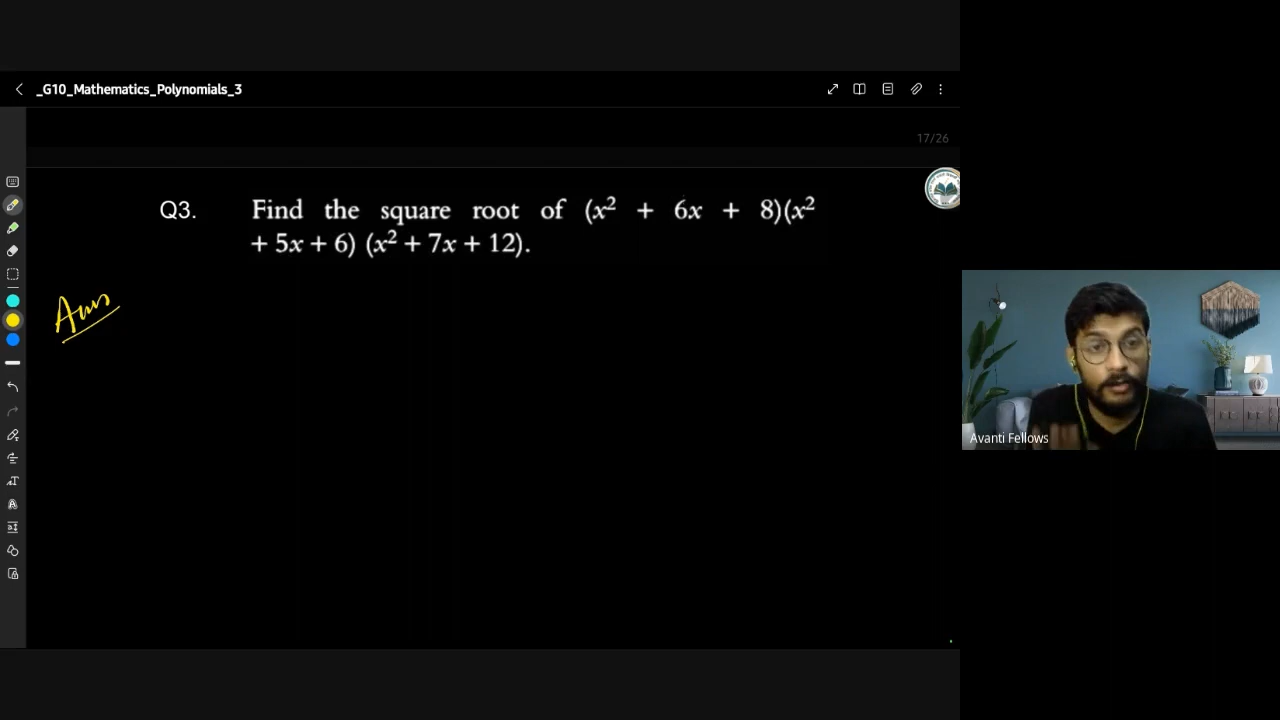 _G10_Mathematics_Polynomials_3
17/26
Q3. Find the square root of (x² + 6x + 8)(x²
+ 5x + 6) (x² + 7x + 12).
Ans
Avanti Fellows